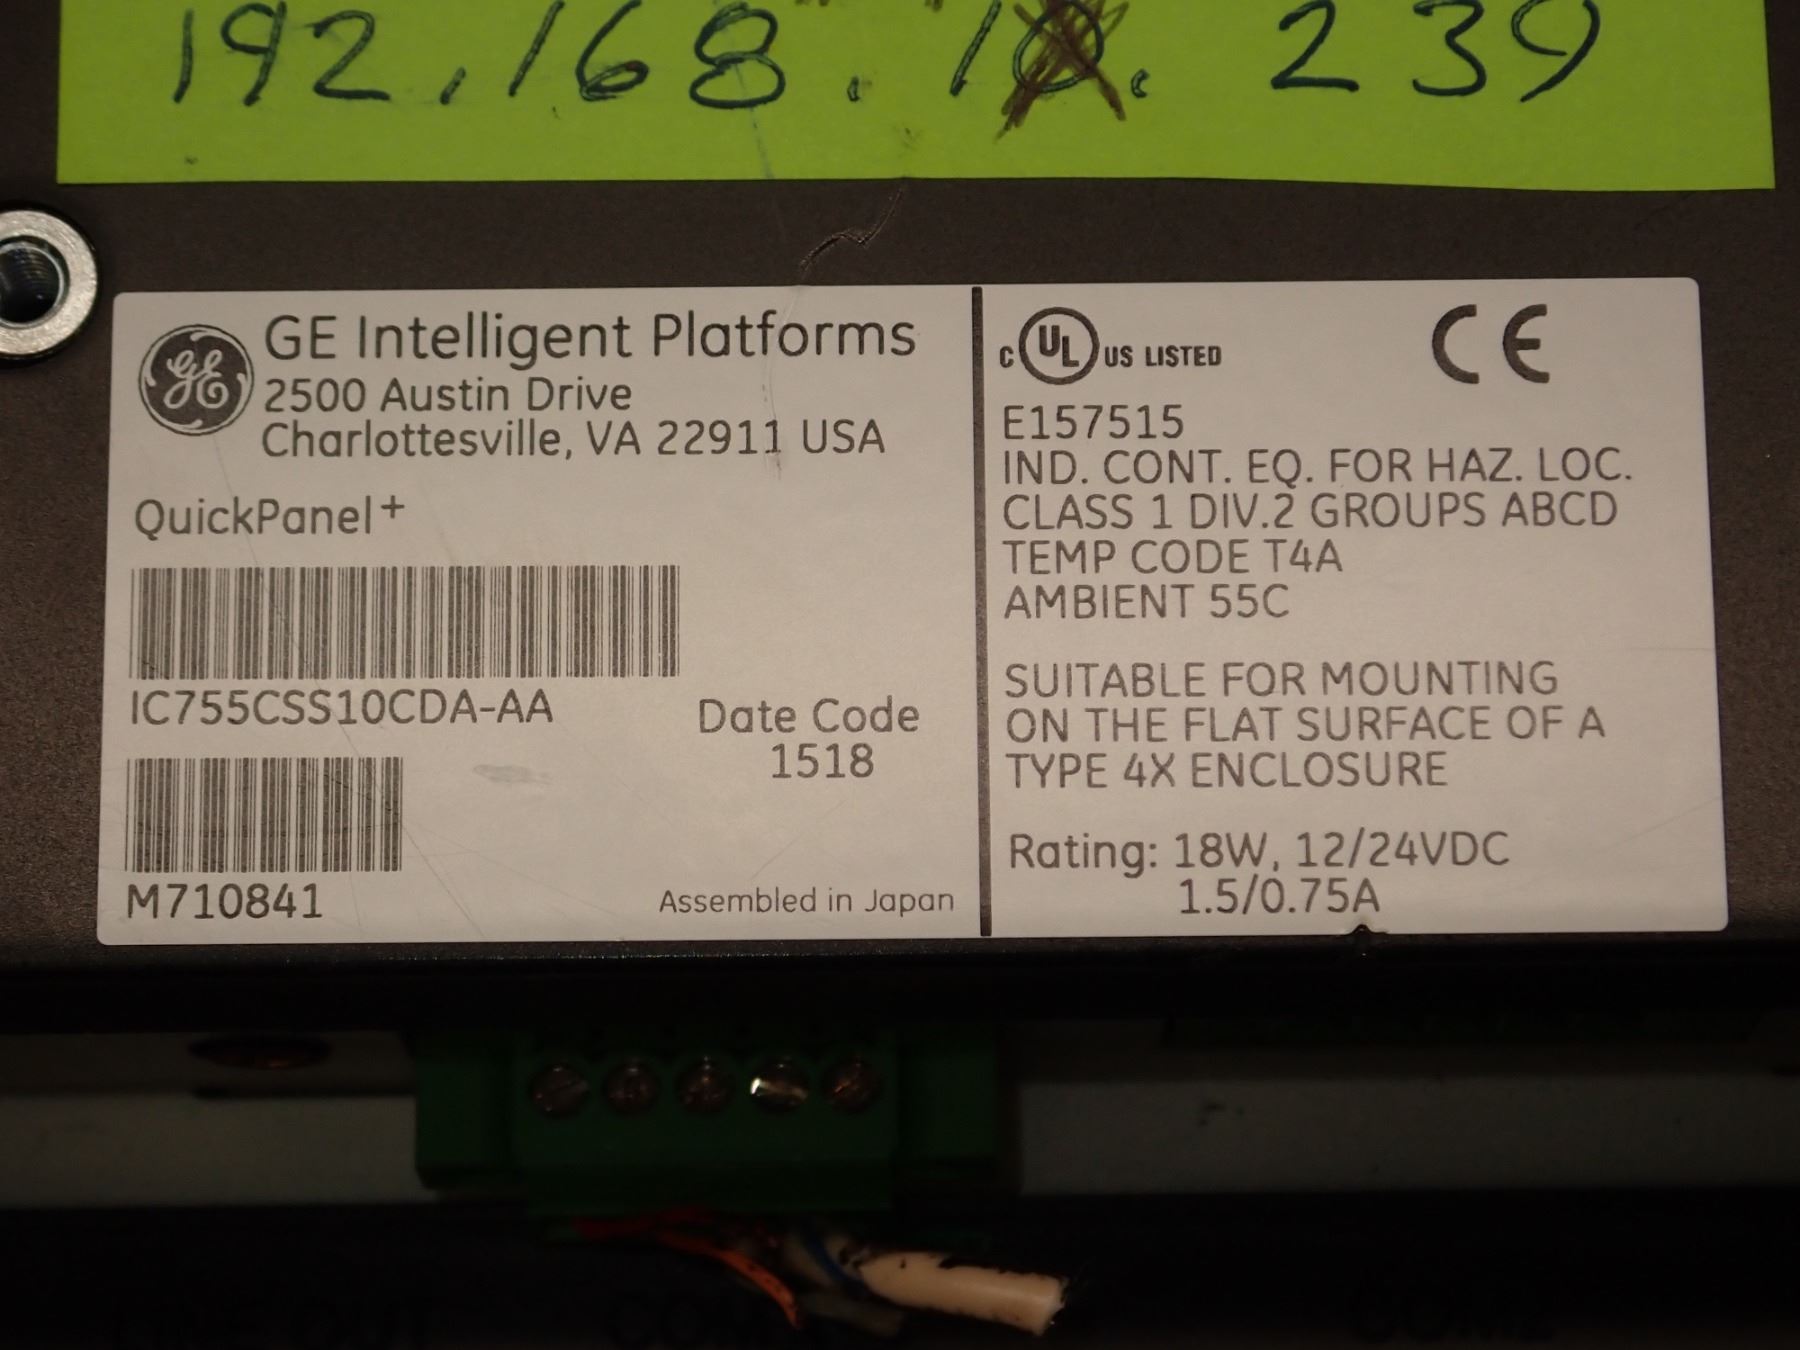 192.168.1.239
GE Intelligent Platforms
2500 Austin Drive
Charlottesville, VA 22911 USA
QuickPanel+
IC755CSS10CDA-AA
Date Code
1518
M710841
Assembled in Japan
C UL US LISTED CE
E157515
IND. CONT. EQ. FOR HAZ. LOC.
CLASS 1 DIV.2 GROUPS ABCD
TEMP CODE T4A
AMBIENT 55C
SUITABLE FOR MOUNTING
ON THE FLAT SURFACE OF A
TYPE 4X ENCLOSURE
Rating: 18W, 12/24VDC
1.5/0.75A